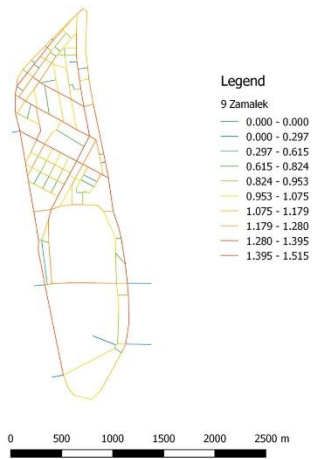 Legend
9 Zamalek
0.000 - 0.000
0.000 - 0.297
0.297 - 0.615
0.615 - 0.824
0.824 - 0.953
0.953 - 1.075
1.075 - 1.179
1.179 - 1.280
1.280 - 1.395
1.395 - 1.515
0 500 1000 1500 2000 2500 m